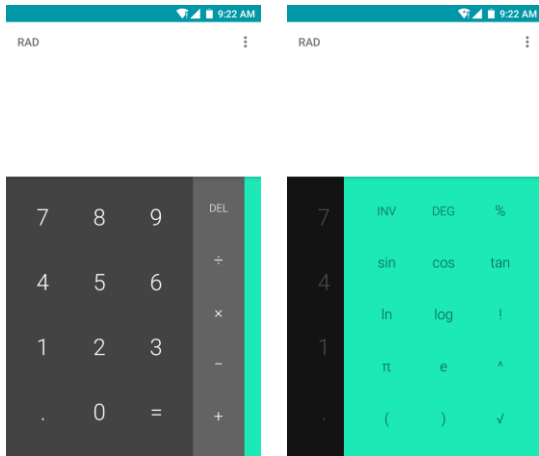 9:22 AM
RAD
7 8 9 DEL
÷
4 5 6
×
1 2 3
−
. 0 = +
9:22 AM
RAD
7 INV DEG %
4 sin cos tan
ln log !
1
π e ^
. ( ) √